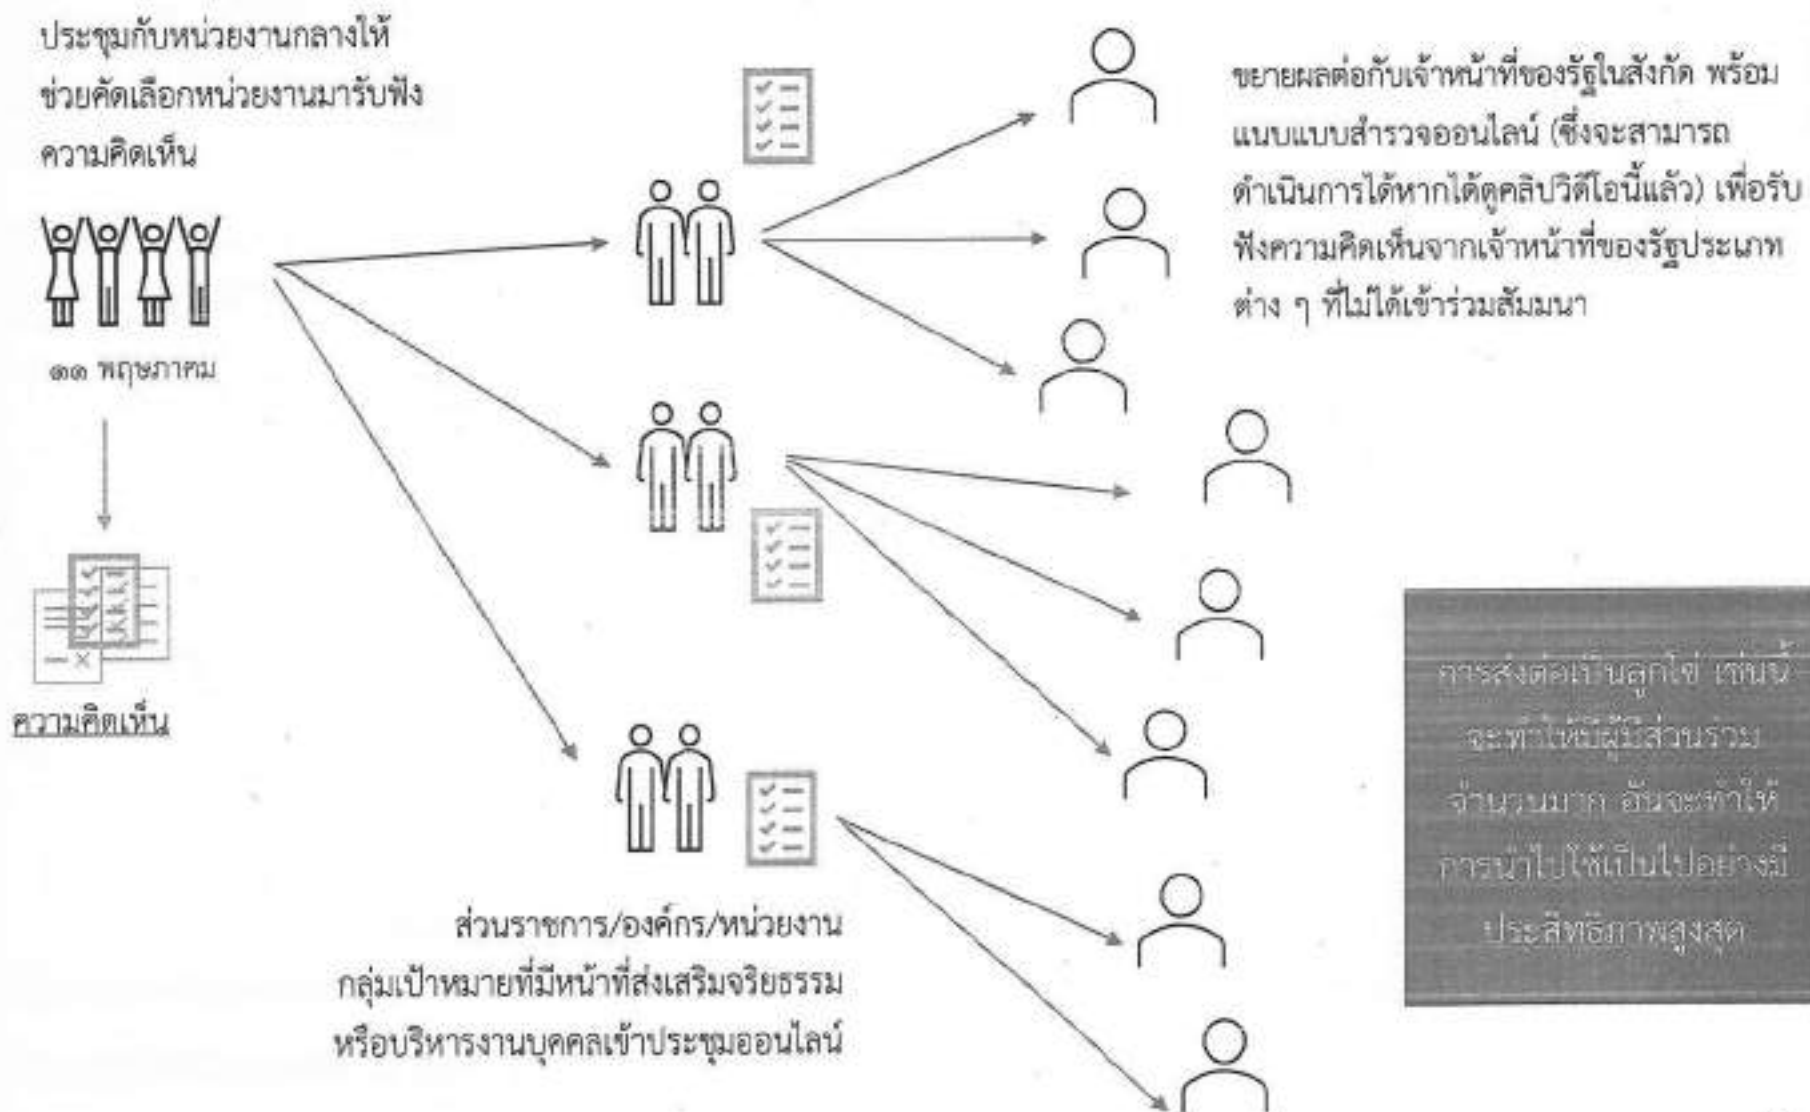 ประชุมกับหน่วยงานกลางให้
ช่วยคัดเลือกหน่วยงานมารับฟัง
ความคิดเห็น
๑๑ พฤษภาคม
ความคิดเห็น
ขยายผลต่อกับเจ้าหน้าที่ของรัฐในสังกัด พร้อม
แนบแบบสำรวจออนไลน์ (ซึ่งจะสามารถ
ดำเนินการได้หากได้ดูคลิปวิดีโอนี้แล้ว) เพื่อรับ
ฟังความคิดเห็นจากเจ้าหน้าที่ของรัฐประเภท
ต่าง ๆ ที่ไม่ได้เข้าร่วมสัมมนา
ส่วนราชการ/องค์กร/หน่วยงาน
กลุ่มเป้าหมายที่มีหน้าที่ส่งเสริมจริยธรรม
หรือบริหารงานบุคคลเข้าประชุมออนไลน์
การส่งต่อเป็นลูกโซ่ เช่นนี้
จะทำให้มีผู้มีส่วนร่วม
จำนวนมาก อันจะทำให้
การนำไปใช้เป็นไปอย่างมี
ประสิทธิภาพสูงสุด